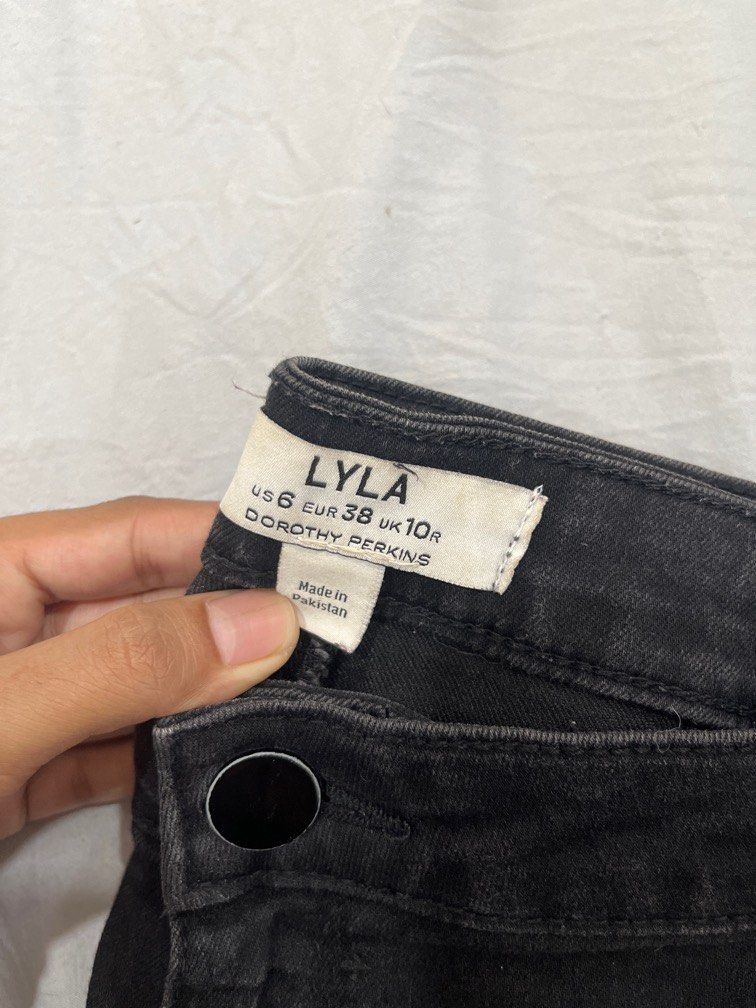 LYLA
US 6 EUR 38 UK 10R
DOROTHY PERKINS
Made in
Pakistan